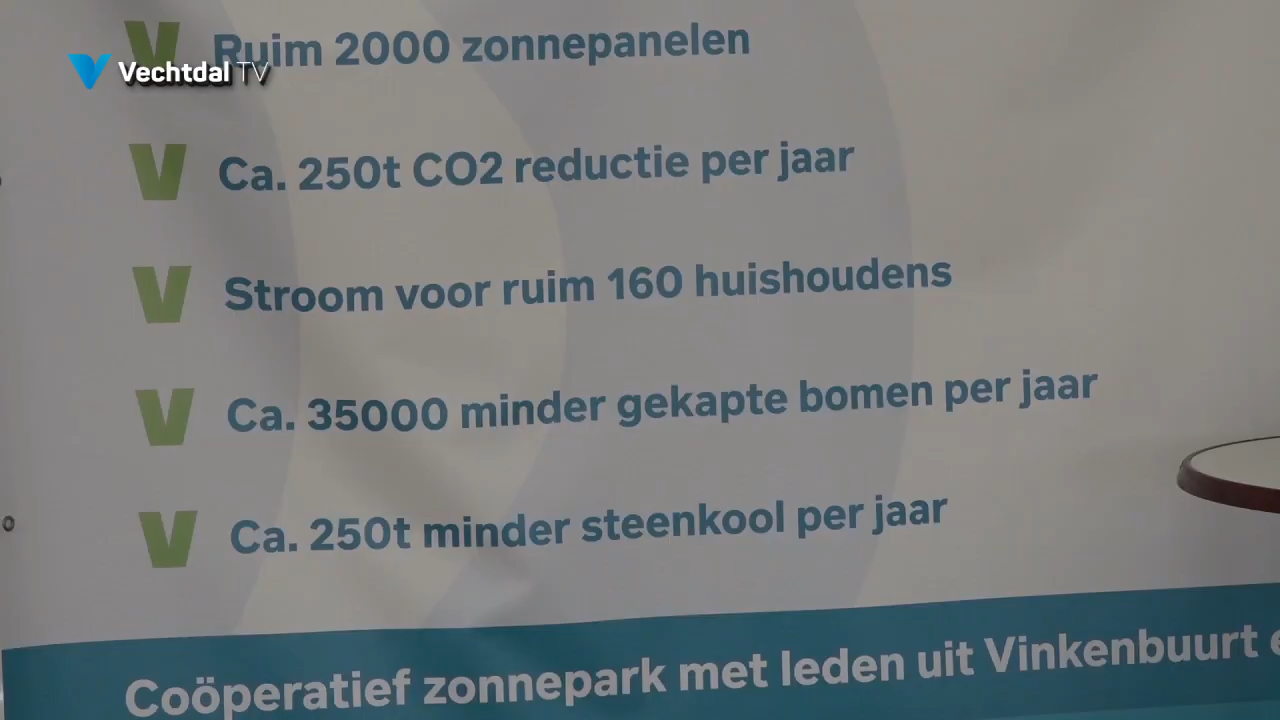 Ruim 2000 zonnepanelen
Vechtdal TV
V Ca. 250t CO2 reductie per jaar
V Stroom voor ruim 160 huishoudens
V Ca. 35000 minder gekapte bomen per jaar
V Ca. 250t minder steenkool per jaar
Coöperatief zonnepark met leden uit Vinkenbuurt